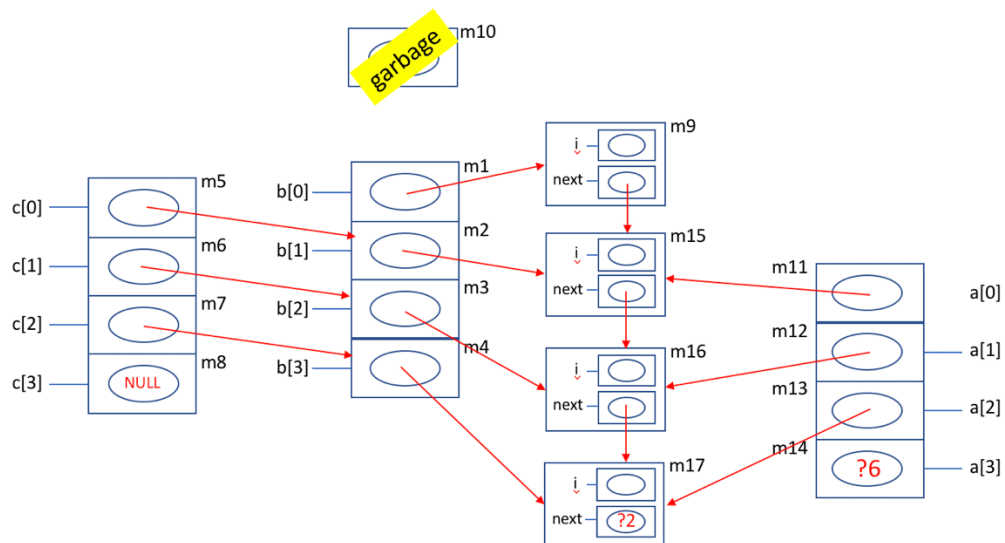 garbage
m10
m9
i
next
m5
c[0]
m6
c[1]
m7
c[2]
m8
c[3]
NULL
b[0]
m1
b[1]
m2
b[2]
m3
b[3]
m4
m15
i
next
m16
i
next
m17
i
next
?2
m11
a[0]
m12
a[1]
m13
a[2]
m14
?6
a[3]